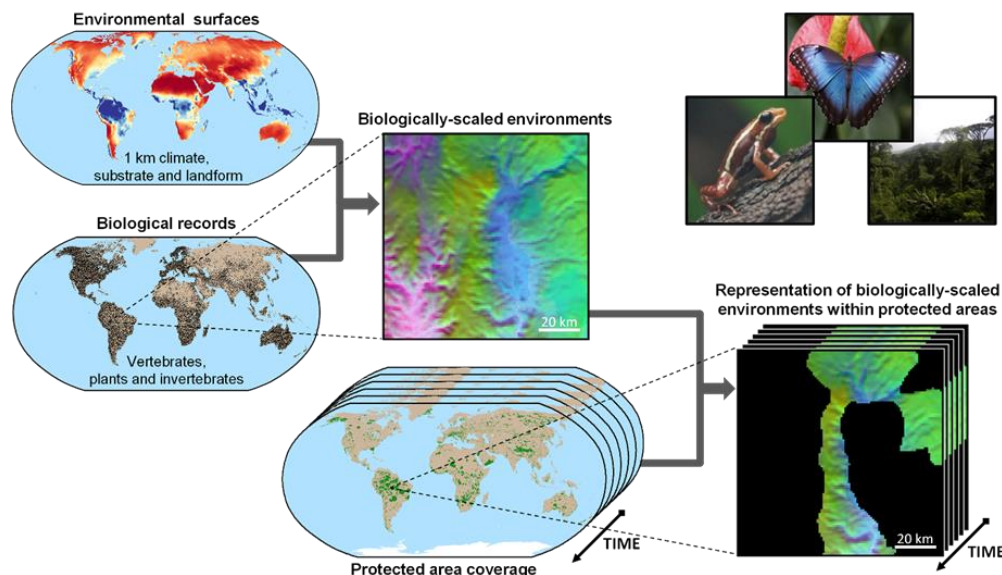 Environmental surfaces
1 km climate,
substrate and landform
Biological records
Vertebrates,
plants and invertebrates
Biologically-scaled environments
20 km
Protected area coverage
TIME
Representation of biologically-scaled
environments within protected areas
20 km
TIME